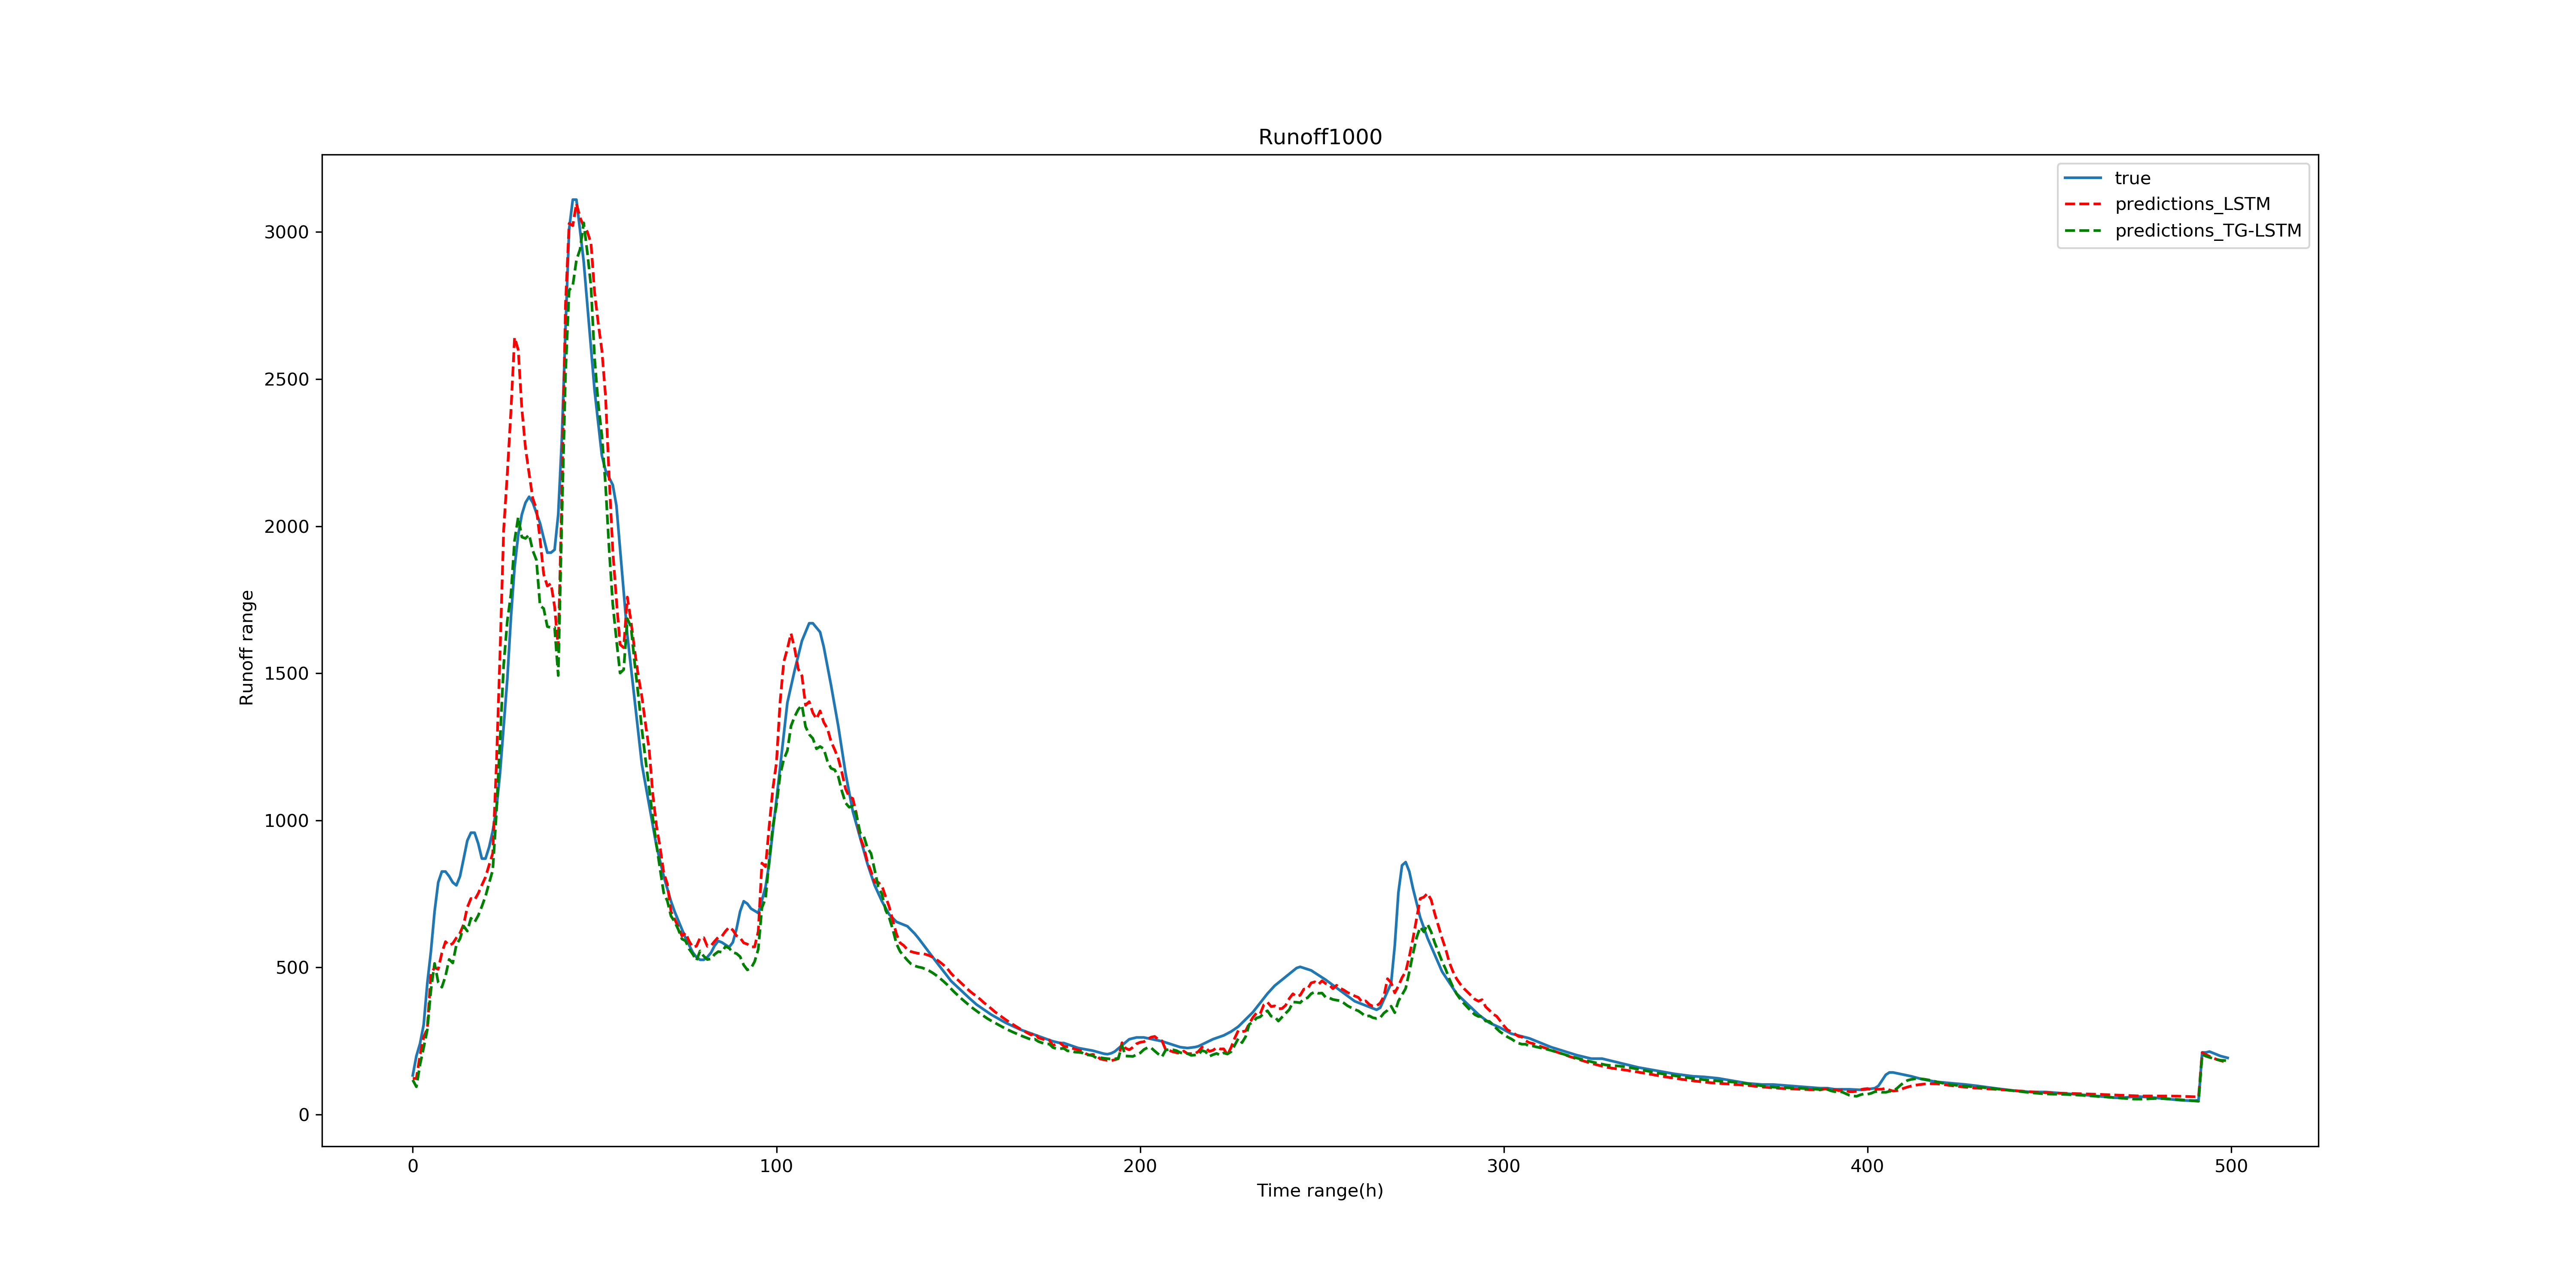 Runoff1000
true
predictions_LSTM
predictions_TG-LSTM
3000
2500
2000
1500
1000
500
0
Runoff range
0 100 200 300 400 500
Time range(h)